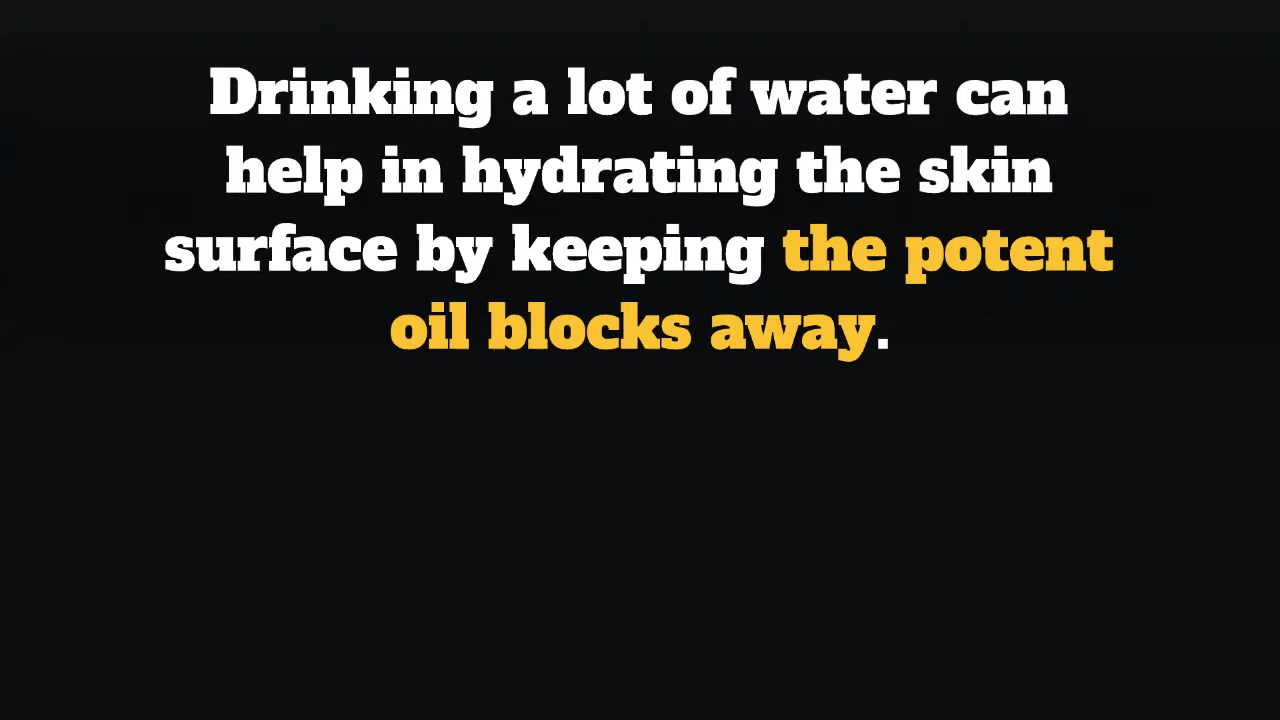 Drinking a lot of water can
help in hydrating the skin
surface by keeping the potent
oil blocks away.